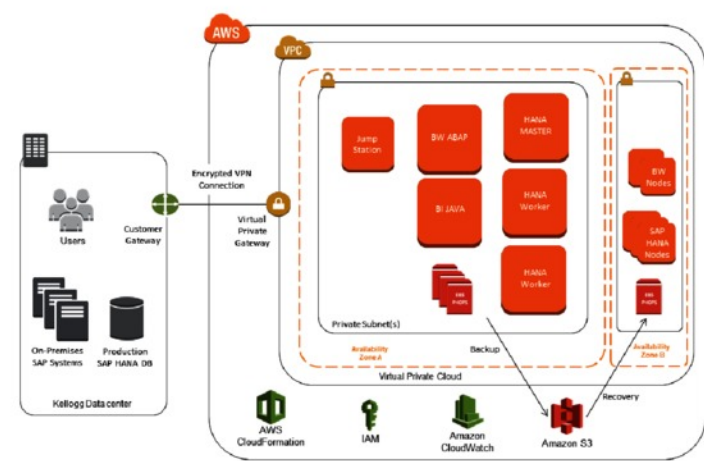 AWS
VPC
Jump
Station
BW ABAP
HANA
MASTER
BI JAVA
HANA
Worker
HANA
Worker
BW
Nodes
SAP
HANA
Nodes
Encrypted VPN
Connection
Users
Customer
Gateway
Virtual
Private
Gateway
On-Premises
SAP Systems
Production
SAP HANA DB
Kellogg Data center
Private Subnet(s)
Availability
Zone A
Backup
Availability
Zone B
Virtual Private Cloud
Recovery
AWS
CloudFormation
IAM
Amazon
CloudWatch
Amazon S3